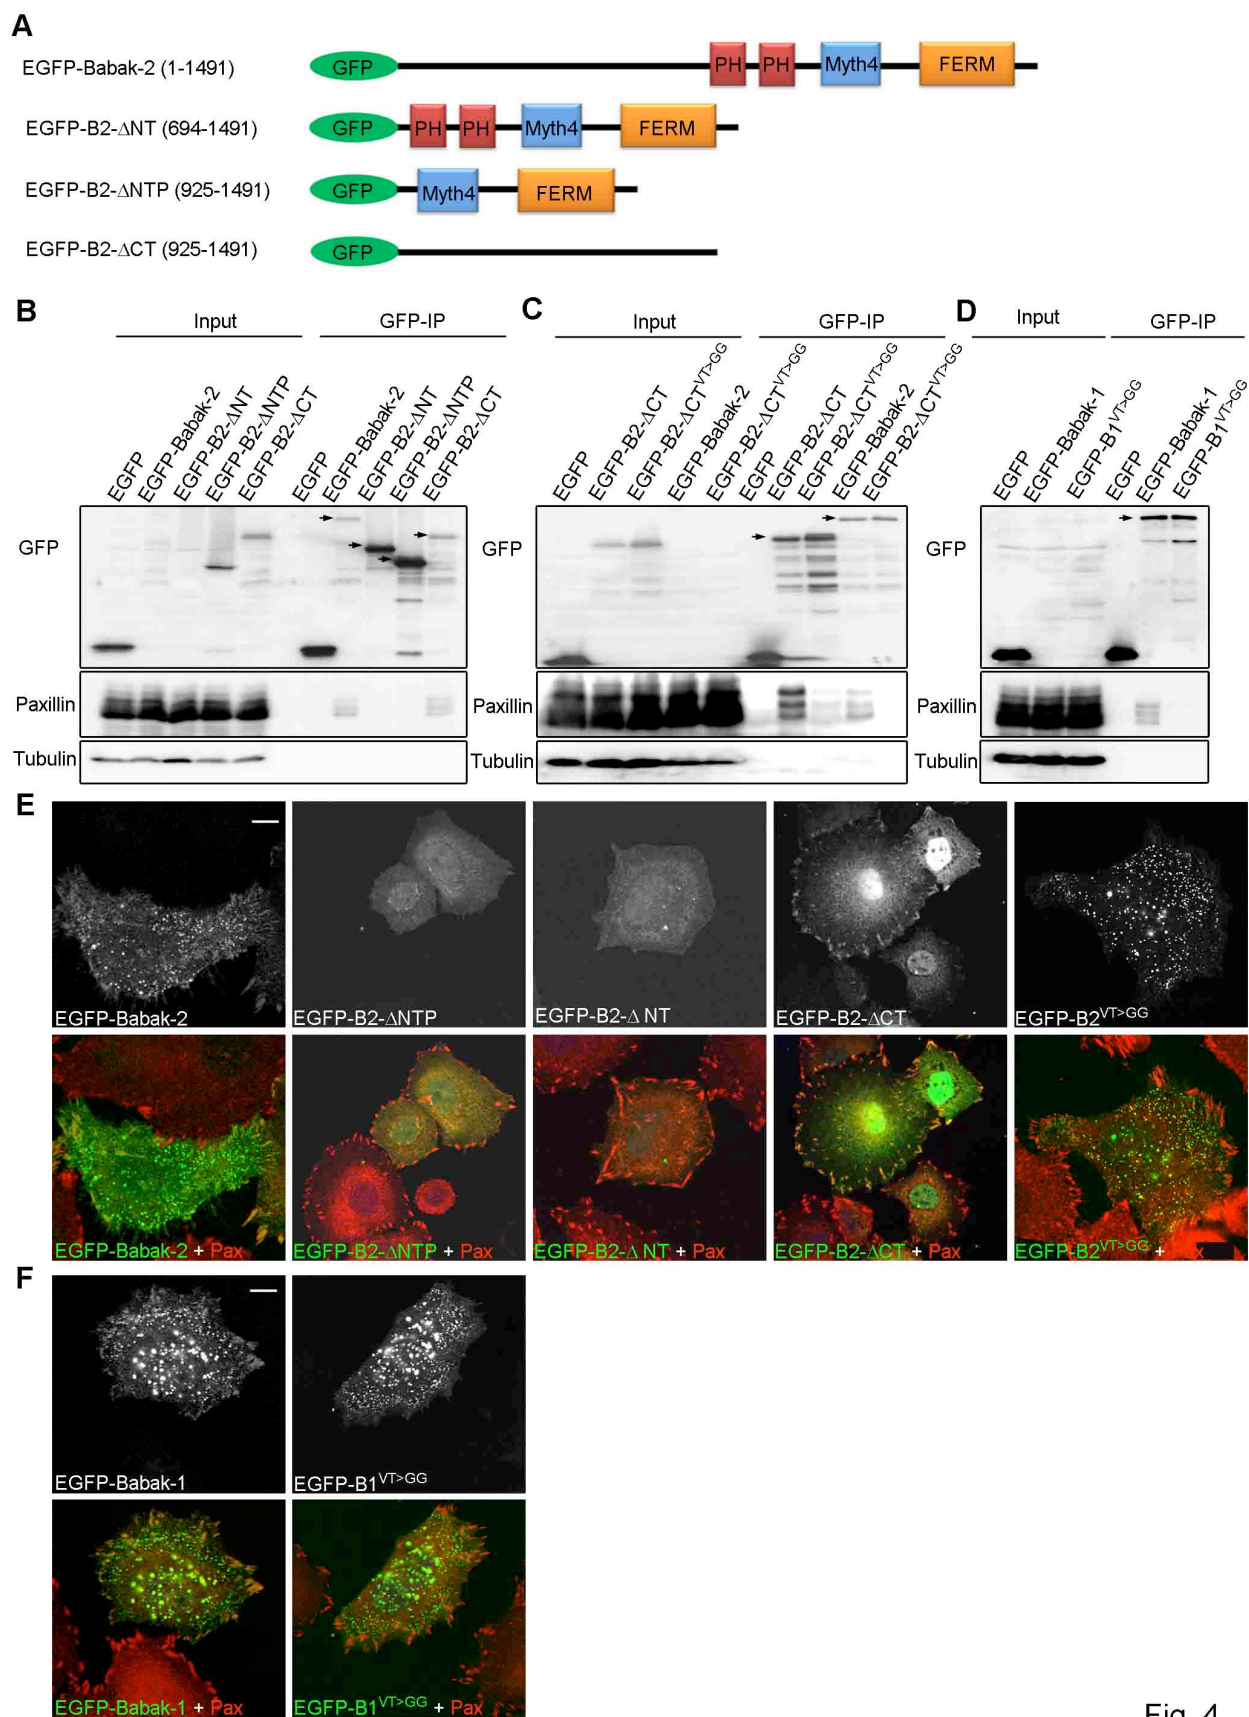 A
EGFP-Babak-2 (1-1491)
GFP
PH
PH
Myth4
FERM
EGFP-B2-ΔNT (694-1491)
GFP
PH
PH
Myth4
FERM
EGFP-B2-ΔNTP (925-1491)
GFP
Myth4
FERM
EGFP-B2-ΔCT (925-1491)
GFP
B
Input
GFP-IP
EGFP
EGFP-Babak-2
EGFP-B2-ΔNT
EGFP-B2-ΔNTP
EGFP-B2-ΔCT
EGFP
EGFP-Babak-2
EGFP-B2-ΔNT
EGFP-B2-ΔNTP
EGFP-B2-ΔCT
GFP
Paxillin
Tubulin
C
Input
GFP-IP
EGFP
EGFP-B2-ΔCT
EGFP-B2-ΔCT^VT>GG
EGFP-Babak-2
EGFP-B2-ΔCT^VT>GG
EGFP
EGFP-B2-ΔCT
EGFP-B2-ΔCT^VT>GG
EGFP-Babak-2
EGFP-B2-ΔCT^VT>GG
GFP
Paxillin
Tubulin
D
Input
GFP-IP
EGFP
EGFP-Babak-1
EGFP-B1^VT>GG
EGFP
EGFP-Babak-1
EGFP-B1^VT>GG
GFP
Paxillin
Tubulin
E
EGFP-Babak-2
EGFP-B2-ΔNTP
EGFP-B2-Δ NT
EGFP-B2-ΔCT
EGFP-B2^VT>GG
EGFP-Babak-2 + Pax
EGFP-B2-ΔNTP + Pax
EGFP-B2-Δ NT + Pax
EGFP-B2-ΔCT + Pax
EGFP-B2^VT>GG +
F
EGFP-Babak-1
EGFP-B1^VT>GG
EGFP-Babak-1 + Pax
EGFP-B1^VT>GG + Pax
Fig. 4